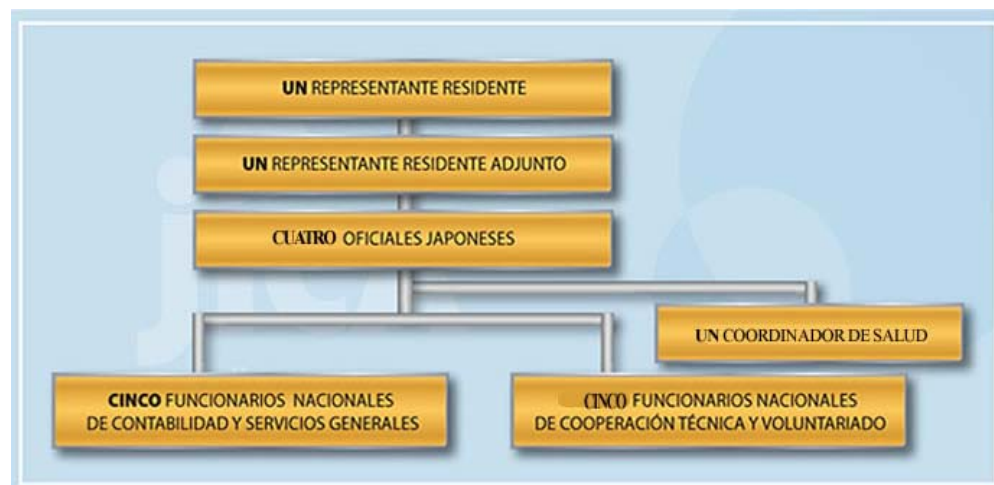 UN REPRESENTANTE RESIDENTE
UN REPRESENTANTE RESIDENTE ADJUNTO
CUATRO OFICIALES JAPONESES
UN COORDINADOR DE SALUD
CINCO FUNCIONARIOS NACIONALES
DE CONTABILIDAD Y SERVICIOS GENERALES
CINCO FUNCIONARIOS NACIONALES
DE COOPERACIÓN TÉCNICA Y VOLUNTARIADO
jica